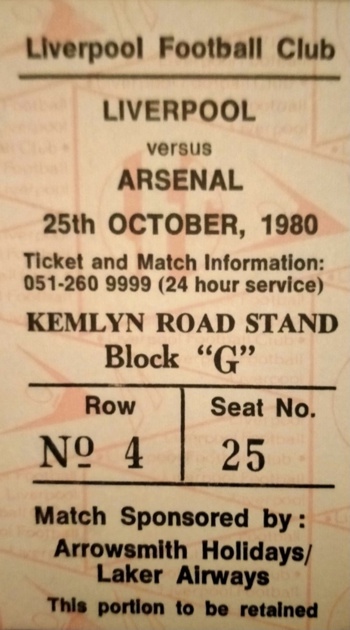 Liverpool Football Club
LIVERPOOL
versus
ARSENAL
25th OCTOBER, 1980
Ticket and Match Information:
051-260 9999 (24 hour service)
KEMLYN ROAD STAND
Block “G”
Row Seat No.
Nº 4 25
Match Sponsored by:
Arrowsmith Holidays/
Laker Airways
This portion to be retained